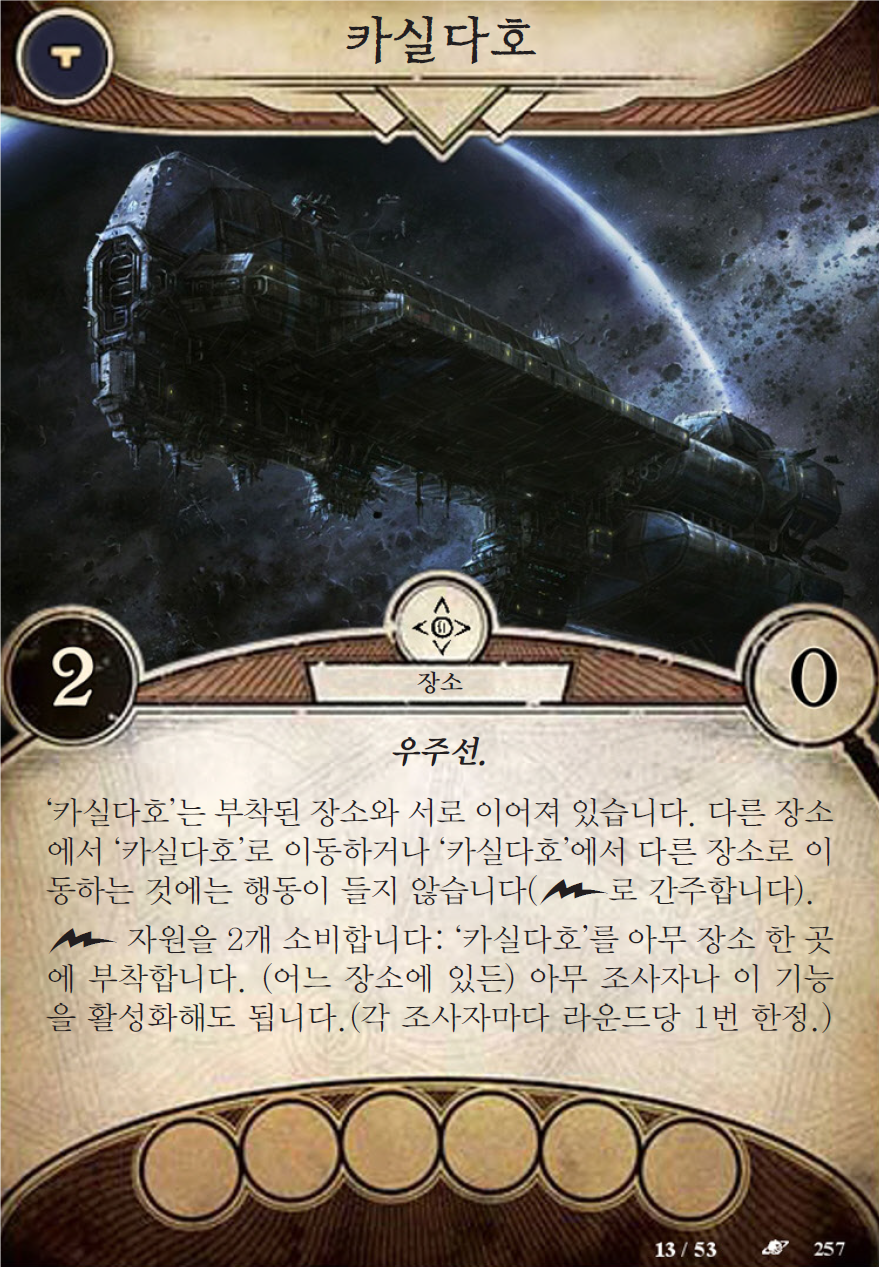 카실다호
2
0
장소
우주선.
‘카실다호’는 부착된 장소와 서로 이어져 있습니다. 다른 장소
에서 ‘카실다호’로 이동하거나 ‘카실다호’에서 다른 장소로 이
동하는 것에는 행동이 들지 않습니다(로 간주합니다).
자원을 2개 소비합니다: ‘카실다호’를 아무 장소 한 곳
에 부착합니다. (어느 장소에 있든) 아무 조사자나 이 기능
을 활성화해도 됩니다.(각 조사자마다 라운드당 1번 한정.)
13 / 53 257